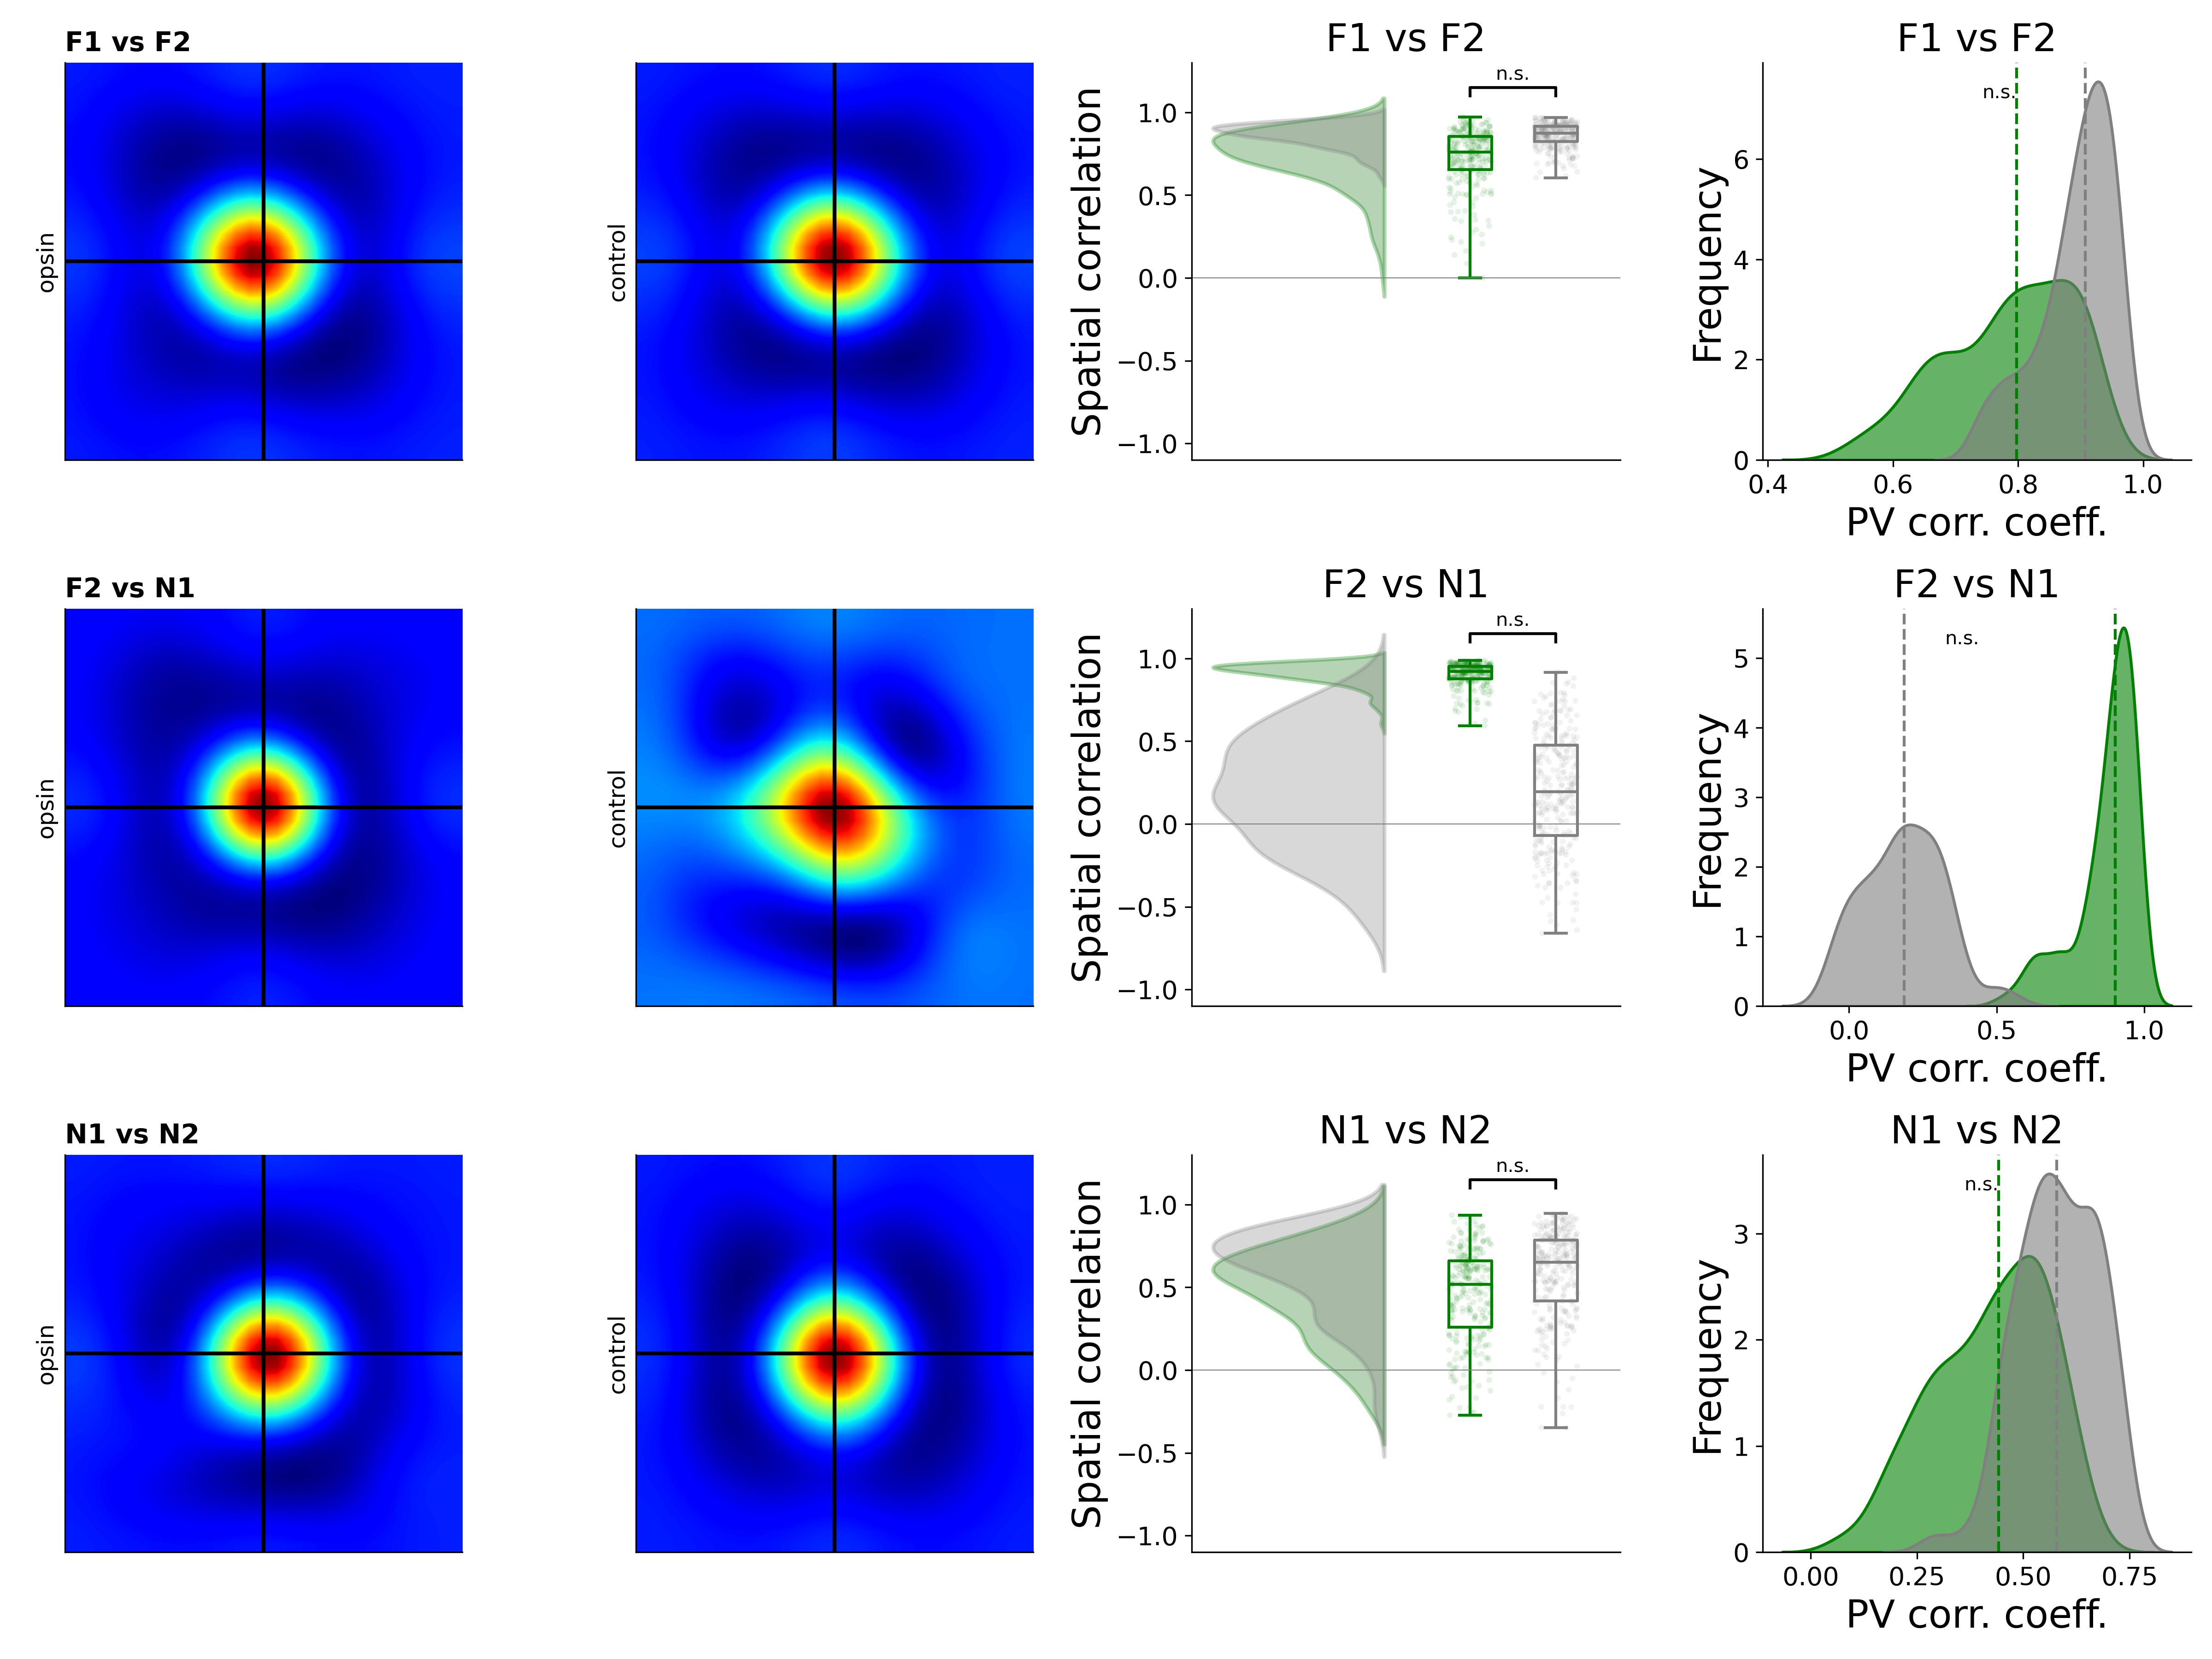 F1 vs F2
opsin
control
F1 vs F2
n.s.
Spatial correlation
1.0
0.5
0.0
−0.5
−1.0
F1 vs F2
n.s.
Frequency
6
4
2
0
0.4 0.6 0.8 1.0
PV corr. coeff.
F2 vs N1
opsin
control
F2 vs N1
n.s.
Spatial correlation
1.0
0.5
0.0
−0.5
−1.0
F2 vs N1
n.s.
Frequency
5
4
3
2
1
0
0.0 0.5 1.0
PV corr. coeff.
N1 vs N2
opsin
control
N1 vs N2
n.s.
Spatial correlation
1.0
0.5
0.0
−0.5
−1.0
N1 vs N2
n.s.
Frequency
3
2
1
0
0.00 0.25 0.50 0.75
PV corr. coeff.